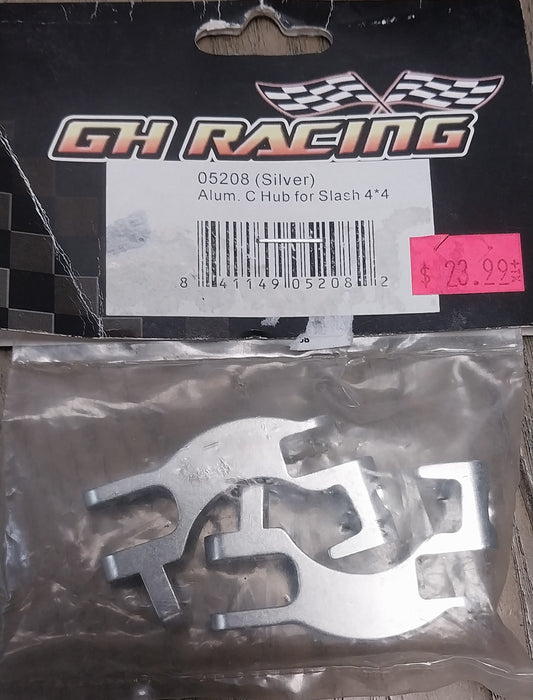 GH RACING
05208 (Silver)
Alum. C Hub for Slash 4*4
8 41149 05208 2
$ 23.99